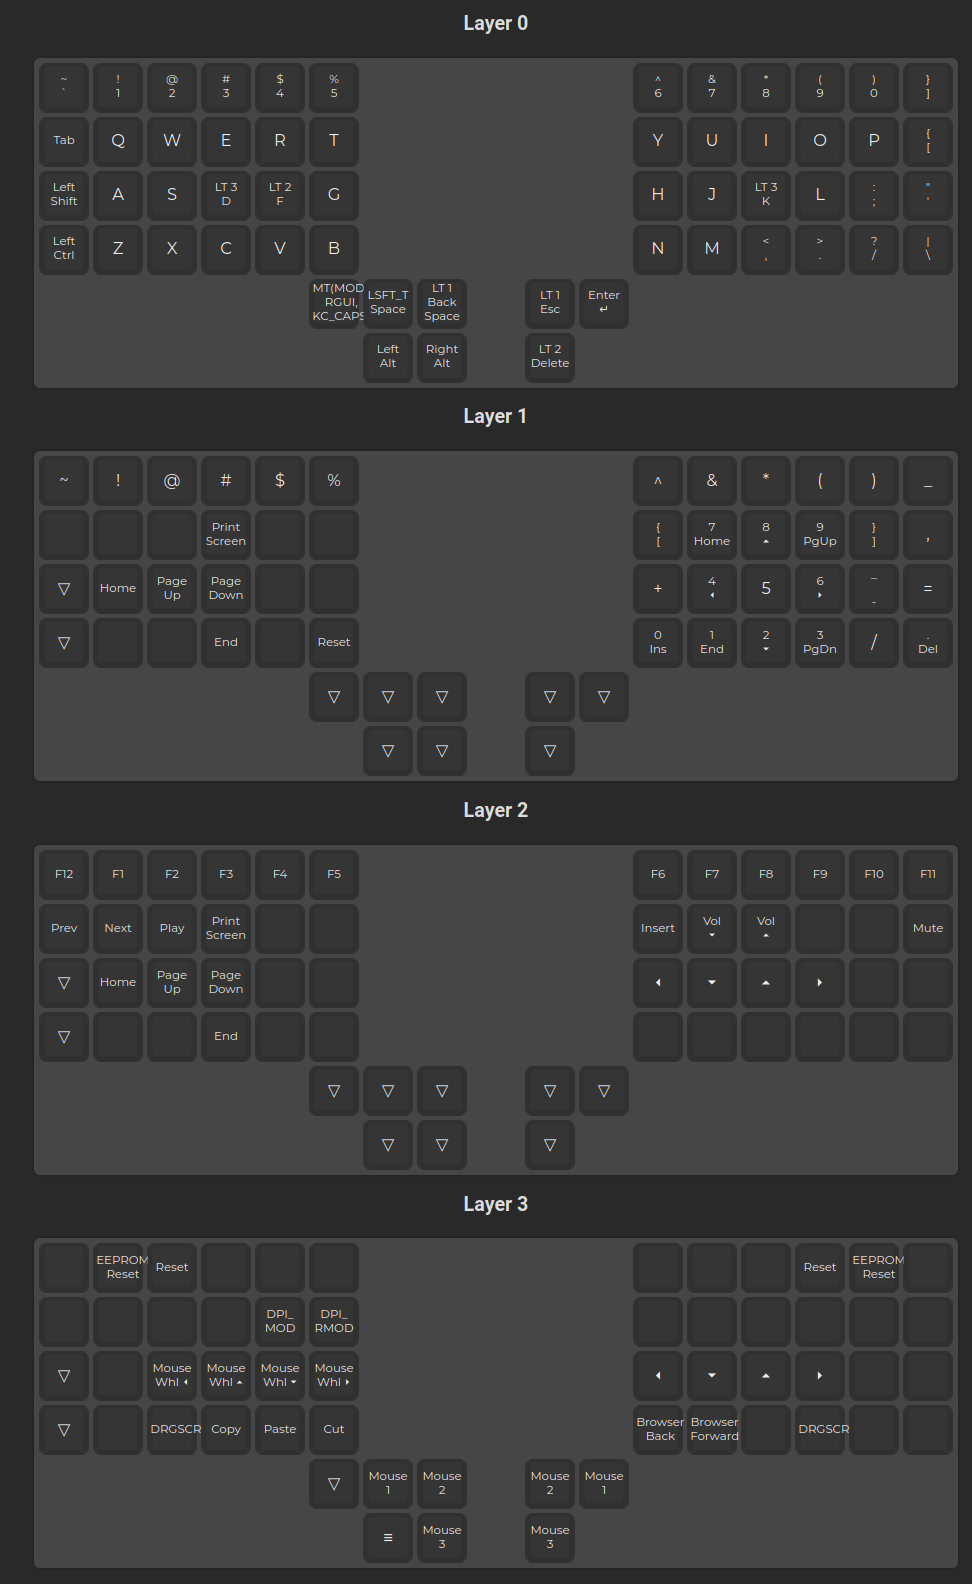 Layer 0
~ ! @ # $ % ^ & * ( ) }
` 1 2 3 4 5 6 7 8 9 0 ]
Tab Q W E R T Y U I O P {
[
Left Shift A S LT 3 D LT 2 F G H J LT 3 K L : ; " '
Left Ctrl Z X C V B N M < , > . ? / | \
MT(MOD RGUI, KC_CAPS LSFT_T Space LT 1 Back Space LT 1 Esc Enter ↵
Left Alt Right Alt LT 2 Delete
Layer 1
~ ! @ # $ % ^ & * ( ) _
Print Screen { [ 7 Home 8 ▴ 9 PgUp } ] ,
▽ Home Page Up Page Down + 4 ◂ 5 6 ▸ _ - =
▽ End Reset 0 Ins 1 End 2 ▾ 3 PgDn / . Del
▽ ▽ ▽ ▽ ▽
▽ ▽ ▽
Layer 2
F12 F1 F2 F3 F4 F5 F6 F7 F8 F9 F10 F11
Prev Next Play Print Screen Insert Vol ▾ Vol ▴ Mute
▽ Home Page Up Page Down ◂ ▾ ▴ ▸
▽ End
▽ ▽ ▽ ▽ ▽
▽ ▽ ▽
Layer 3
EEPROM Reset Reset Reset EEPROM Reset
DPI_ MOD DPI_ RMOD
▽ Mouse Whl ◂ Mouse Whl ▴ Mouse Whl ▾ Mouse Whl ▸ ◂ ▾ ▴ ▸
▽ DRGSCR Copy Paste Cut Browser Back Browser Forward DRGSCR
▽ Mouse 1 Mouse 2 Mouse 2 Mouse 1
≡ Mouse 3 Mouse 3